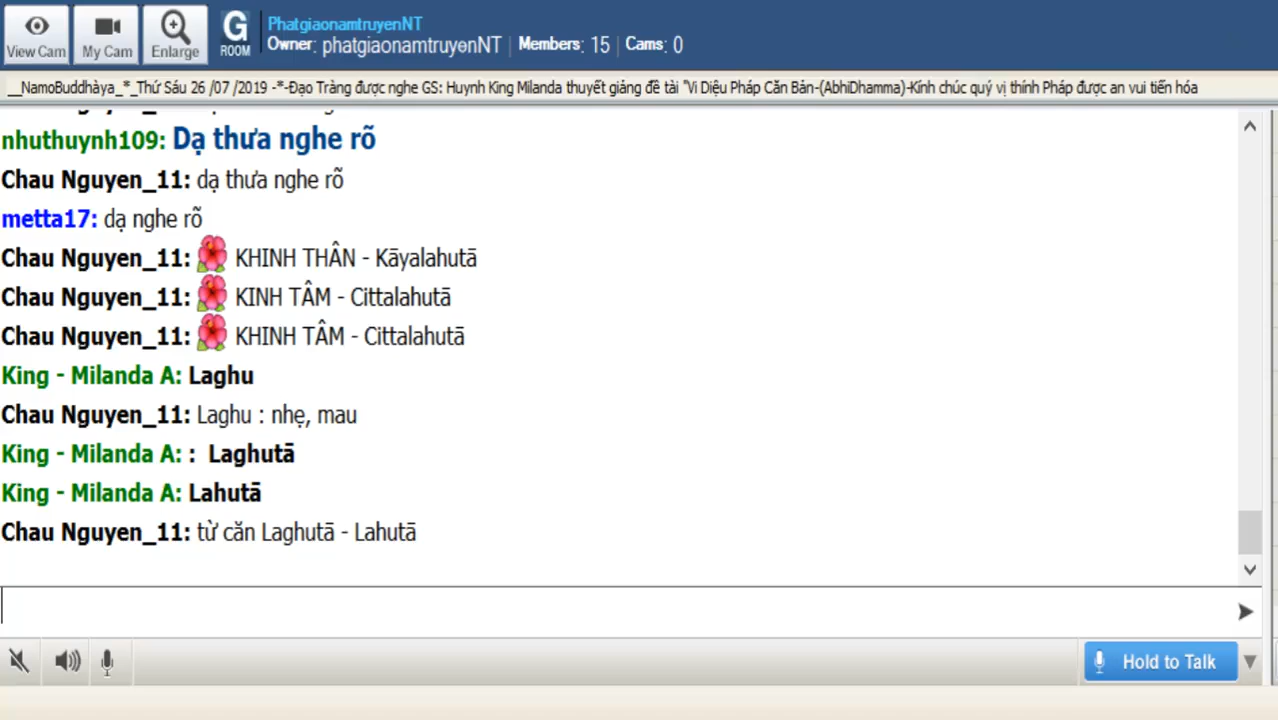 View Cam
My Cam
Enlarge
G
ROOM
PhatgiaonamtruyenNT
Owner: phatgiaonamtruyenNT | Members: 15 | Cams: 0
__NamoBuddhàya_*_Thứ Sáu 26 /07 /2019 -*-Đạo Tràng được nghe GS: Huynh King Milanda thuyết giảng đề tài "Vi Diệu Pháp Căn Bản-(AbhiDhamma)-Kính chúc quý vị thính Pháp được an vui tiến hóa
nhuthuynh109: Dạ thưa nghe rõ
Chau Nguyen_11: dạ thưa nghe rõ
metta17: dạ nghe rõ
Chau Nguyen_11: KHINH THÂN - Kāyalahutā
Chau Nguyen_11: KINH TÂM - Cittalahutā
Chau Nguyen_11: KHINH TÂM - Cittalahutā
King - Milanda A: Laghu
Chau Nguyen_11: Laghu : nhẹ, mau
King - Milanda A: : Laghutā
King - Milanda A: Lahutā
Chau Nguyen_11: từ căn Laghutā - Lahutā
Hold to Talk